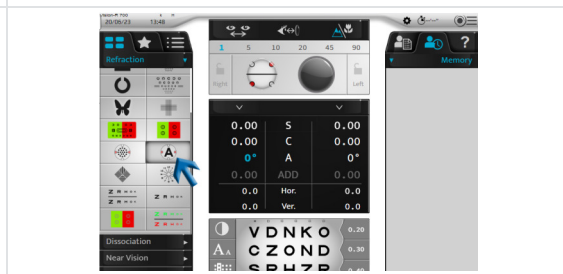 20/06/23 13:48
1 5 10 20 45 90
Refraction
Memory
?
Right
Left
0.00 S 0.00
0.00 C 0.00
0° A 0°
0.00 ADD 0.00
0.0 Hor. 0.0
0.0 Ver. 0.0
A
Dissociation
Near Vision
V D N K O 0.20
AA C Z O N D 0.30